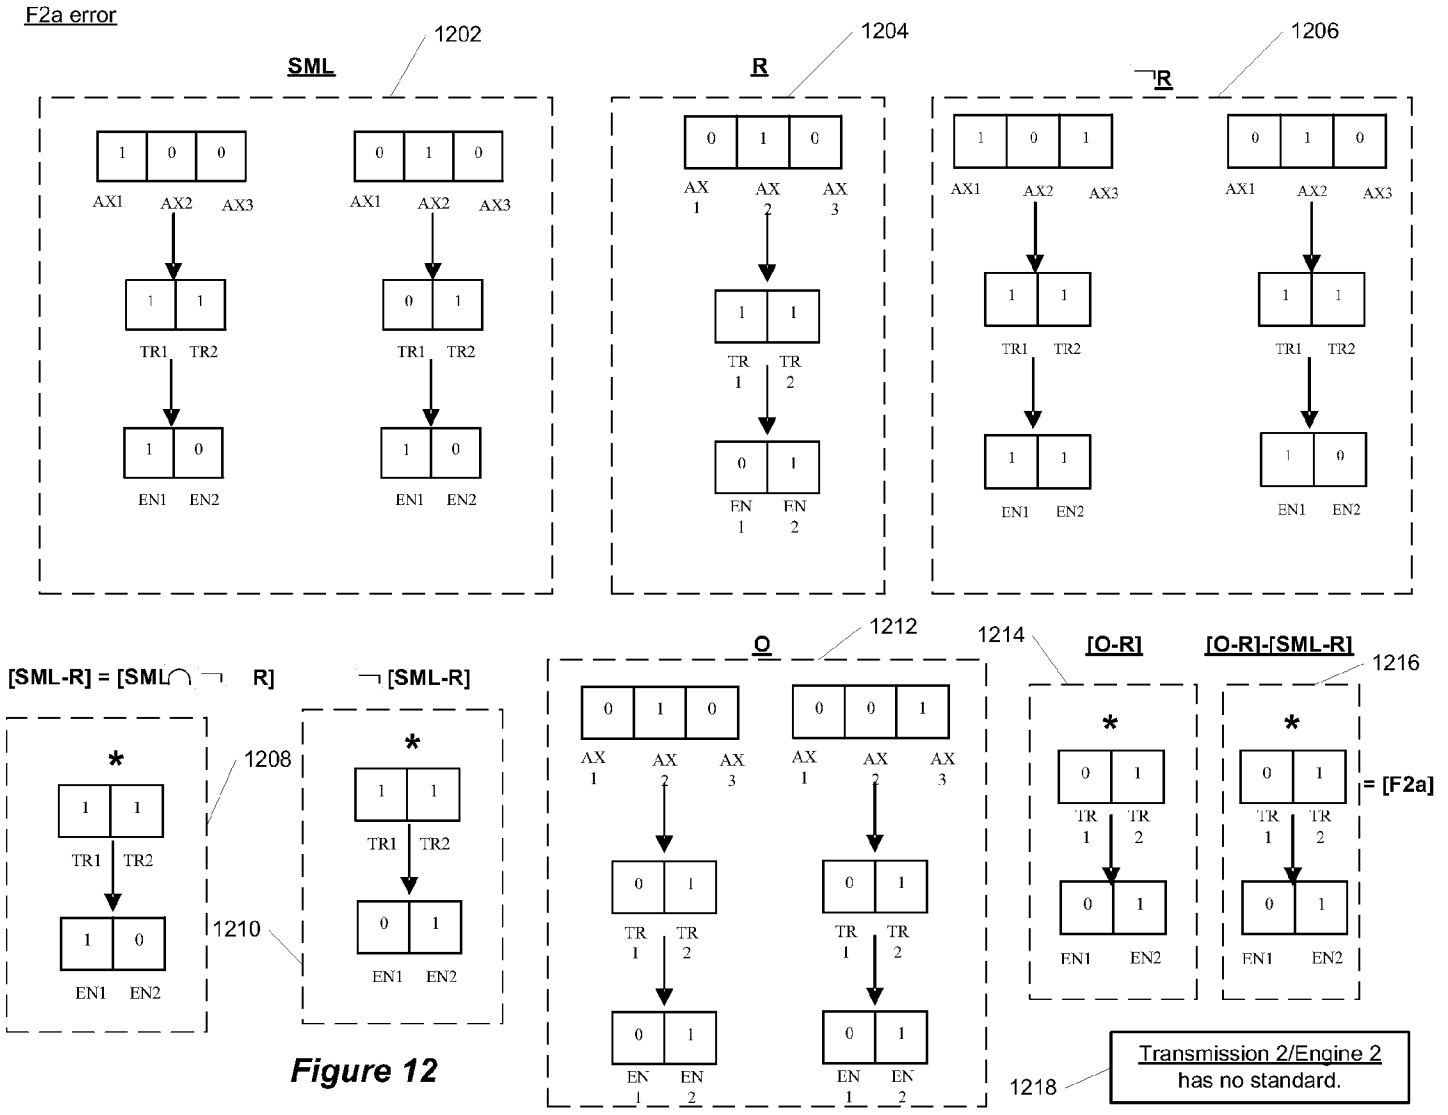 F2a error
1202
SML
1 0 0
AX1 AX2 AX3
1 1
TR1 TR2
1 0
EN1 EN2
0 1 0
AX1 AX2 AX3
0 1
TR1 TR2
1 0
EN1 EN2
1204
R
0 1 0
AX AX AX
1 2 3
1 1
TR TR
1 2
0 1
EN EN
1 2
1206
¬R
1 0 1
AX1 AX2 AX3
1 1
TR1 TR2
1 1
EN1 EN2
0 1 0
AX1 AX2 AX3
1 1
TR1 TR2
1 0
EN1 EN2
[SML-R] = [SML∩ ¬ R]
1208
*
1 1
TR1 TR2
1 0
EN1 EN2
¬ [SML-R]
1210
*
1 1
TR1 TR2
0 1
EN1 EN2
O
1212
0 1 0
AX AX AX
1 2 3
0 1
TR TR
1 2
0 1
EN EN
1 2
0 0 1
AX AX AX
1 2 3
0 1
TR TR
1 2
0 1
EN EN
1 2
1214
[O-R]
*
0 1
TR TR
1 2
0 1
EN1 EN2
[O-R]-[SML-R]
1216
*
0 1
TR TR
1 2
= [F2a]
0 1
EN1 EN2
Figure 12
1218
Transmission 2/Engine 2
has no standard.